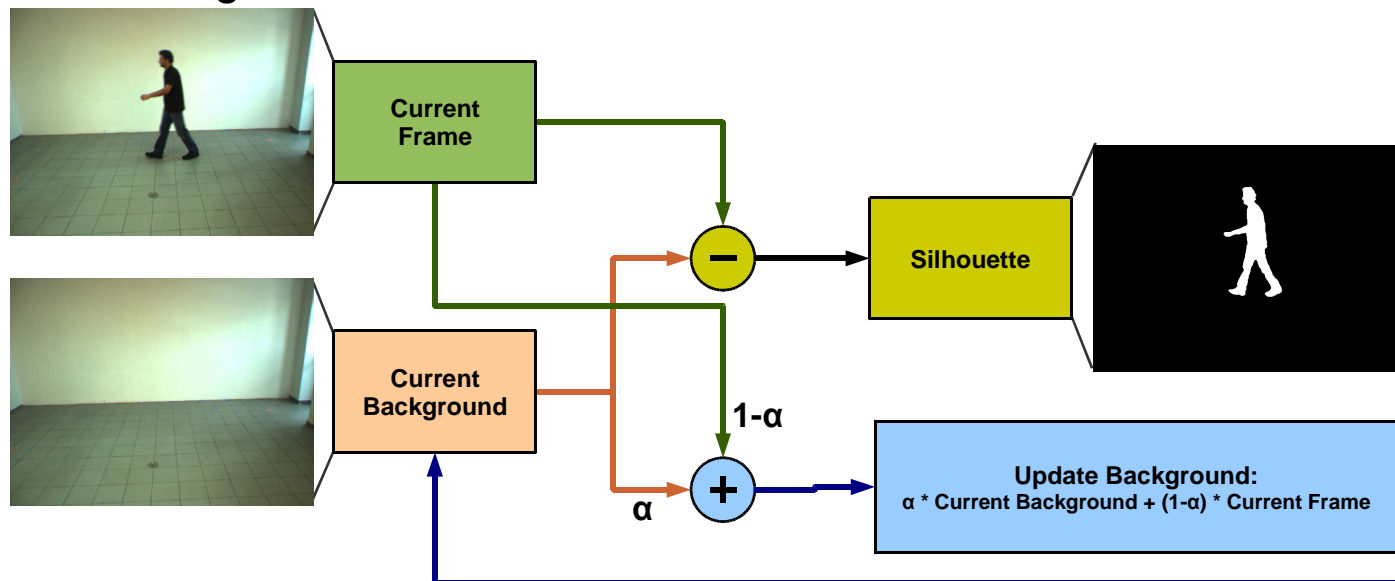 Current
Frame
Silhouette
Current
Background
1-α
α
Update Background:
α * Current Background + (1-α) * Current Frame